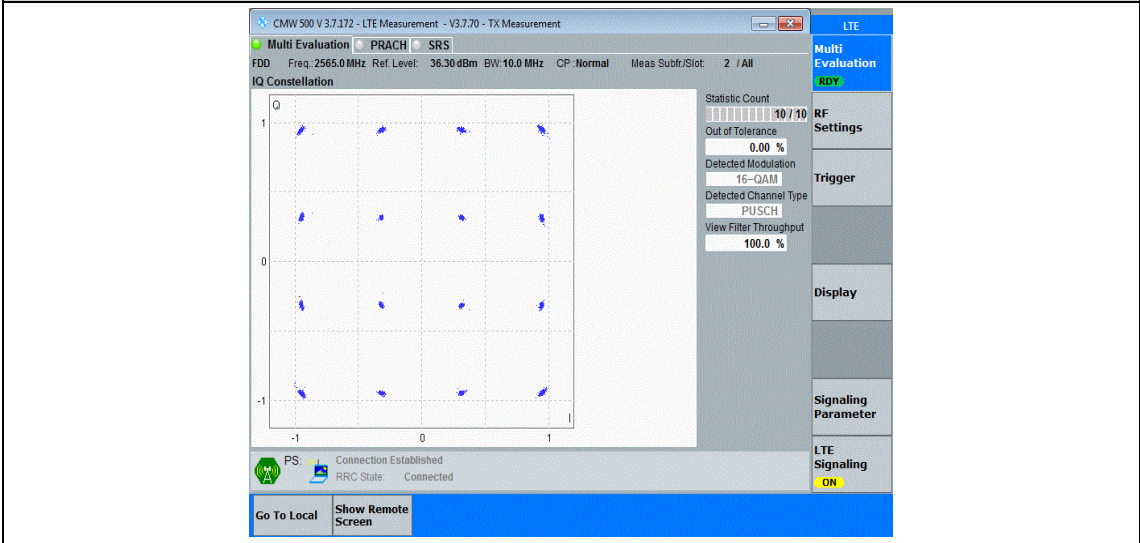 CMW 500 V 3.7.172 - LTE Measurement - V3.7.70 - TX Measurement
LTE
Multi Evaluation PRACH SRS
FDD Freq.:2565.0 MHz Ref. Level: 36.30 dBm BW:10.0 MHz CP :Normal Meas Subfr./Slot: 2 / All
IQ Constellation
Q
1
0
-1
-1 0 1
I
Statistic Count
10 / 10
Out of Tolerance
0.00 %
Detected Modulation
16-QAM
Detected Channel Type
PUSCH
View Filter Throughput
100.0 %
Multi
Evaluation
RDY
RF
Settings
Trigger
Display
Signaling
Parameter
LTE
Signaling
ON
PS: Connection Established
RRC State: Connected
Go To Local
Show Remote
Screen